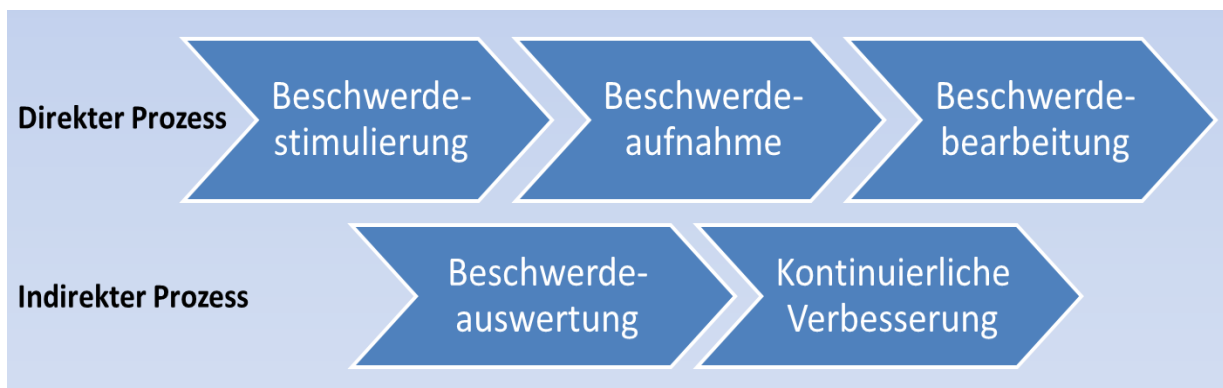 Direkter Prozess
Beschwerde-
stimulierung
Beschwerde-
aufnahme
Beschwerde-
bearbeitung
Indirekter Prozess
Beschwerde-
auswertung
Kontinuierliche
Verbesserung